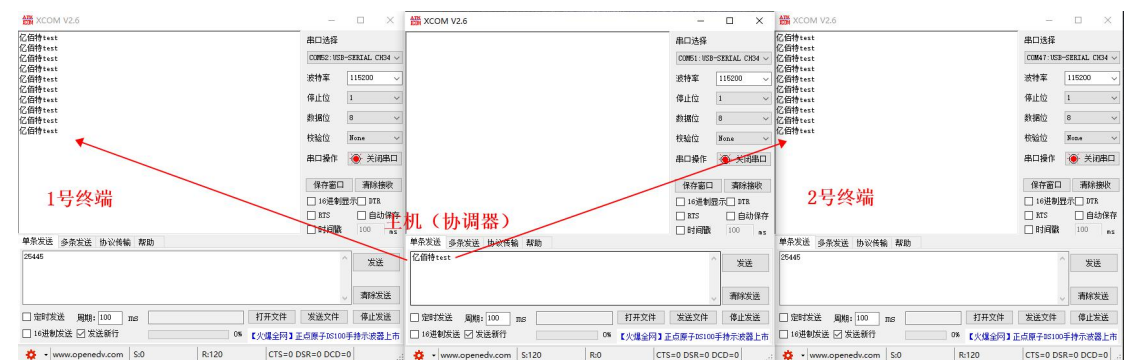 XCOM V2.6
亿佰特test
亿佰特test
亿佰特test
亿佰特test
亿佰特test
亿佰特test
亿佰特test
亿佰特test
亿佰特test
亿佰特test
串口选择
COM52:USB-SERIAL CH34
波特率 115200
停止位 1
数据位 8
校验位 None
串口操作 关闭串口
保存窗口 清除接收
16进制显示 DTR
RTS 自动保存
时间戳 100 ms
1号终端
单条发送 多条发送 协议传输 帮助
25445
发送
清除发送
定时发送 周期: 100 ms 打开文件 发送文件 停止发送
16进制发送 发送新行 0% 【火爆全网】正点原子DS100手持示波器上市
www.openedv.com S:0 R:120 CTS=0 DSR=0 DCD=0
XCOM V2.6
串口选择
COM51:USB-SERIAL CH34
波特率 115200
停止位 1
数据位 8
校验位 None
串口操作 关闭串口
保存窗口 清除接收
16进制显示 DTR
RTS 自动保存
时间戳 100 ms
主机（协调器）
单条发送 多条发送 协议传输 帮助
亿佰特test
发送
清除发送
定时发送 周期: 100 ms 打开文件 发送文件 停止发送
16进制发送 发送新行 0% 【火爆全网】正点原子DS100手持示波器上市
www.openedv.com S:120 R:0 CTS=0 DSR=0 DCD=0
XCOM V2.6
亿佰特test
亿佰特test
亿佰特test
亿佰特test
亿佰特test
亿佰特test
亿佰特test
亿佰特test
亿佰特test
亿佰特test
串口选择
COM47:USB-SERIAL CH34
波特率 115200
停止位 1
数据位 8
校验位 None
串口操作 关闭串口
保存窗口 清除接收
16进制显示 DTR
RTS 自动保存
时间戳 100 ms
2号终端
单条发送 多条发送 协议传输 帮助
25445
发送
清除发送
定时发送 周期: 100 ms 打开文件 发送文件 停止发送
16进制发送 发送新行 0% 【火爆全网】正点原子DS100手持示波器上市
www.openedv.com S:0 R:120 CTS=0 DSR=0 DCD=0